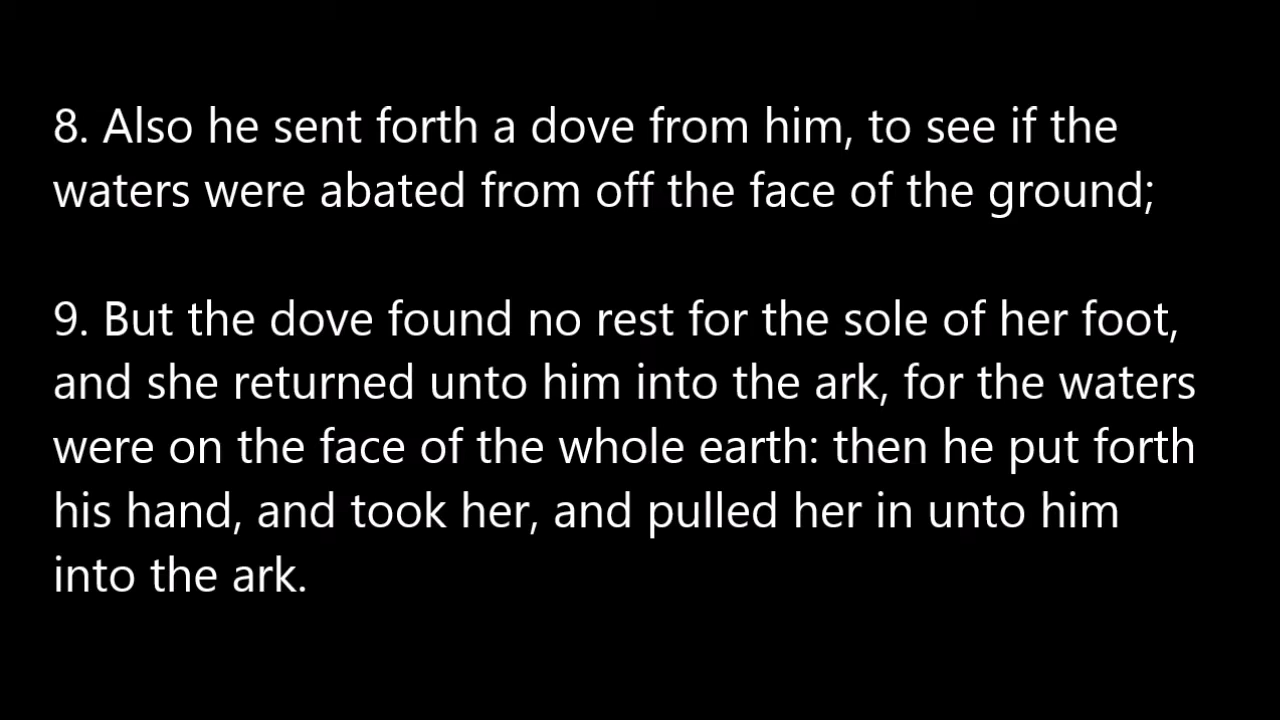 8. Also he sent forth a dove from him, to see if the
waters were abated from off the face of the ground;
9. But the dove found no rest for the sole of her foot,
and she returned unto him into the ark, for the waters
were on the face of the whole earth: then he put forth
his hand, and took her, and pulled her in unto him
into the ark.